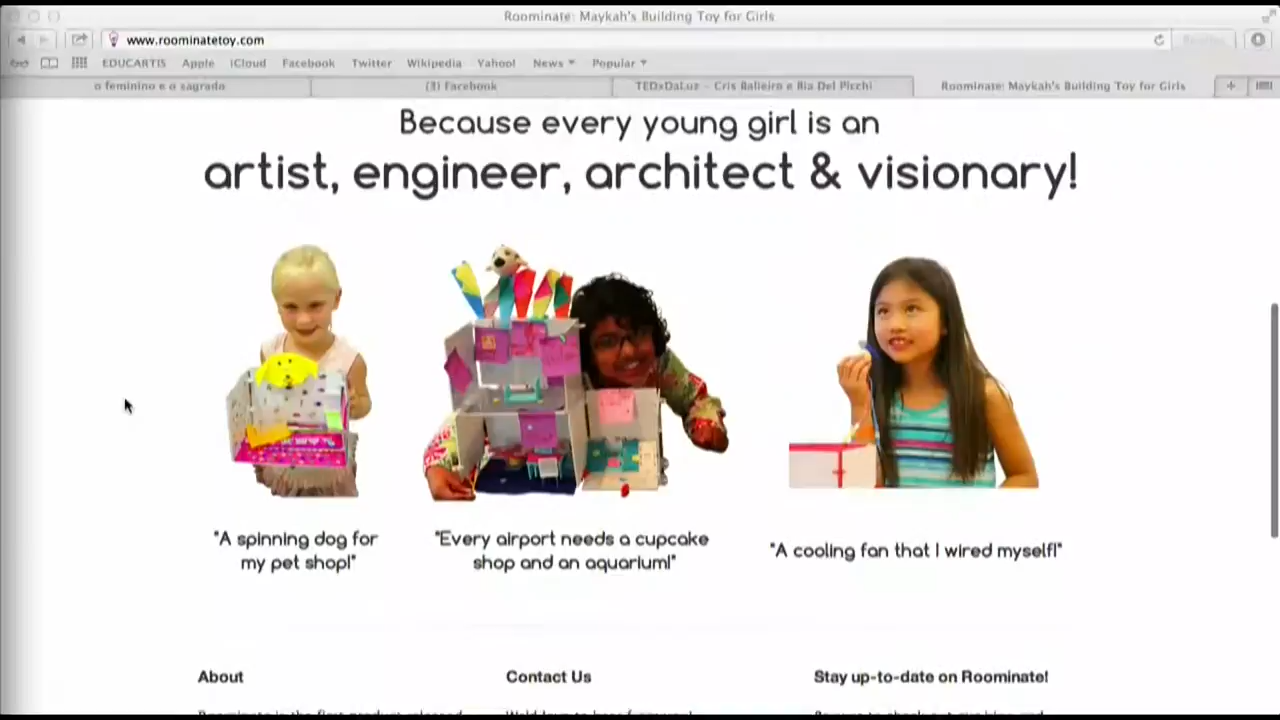 Roominate: Maykah's Building Toy for Girls
www.roominatetoy.com
EDUCARTIS Apple iCloud Facebook Twitter Wikipedia Yahoo! News Popular
o feminino e o sagrado
(3) Facebook
TEDxDaLuz - Cris Balieiro e Bia Del Picchi
Roominate: Maykah's Building Toy for Girls
Because every young girl is an
artist, engineer, architect & visionary!
"A spinning dog for
my pet shop!"
"Every airport needs a cupcake
shop and an aquarium!"
"A cooling fan that I wired myself!"
About
Contact Us
Stay up-to-date on Roominate!